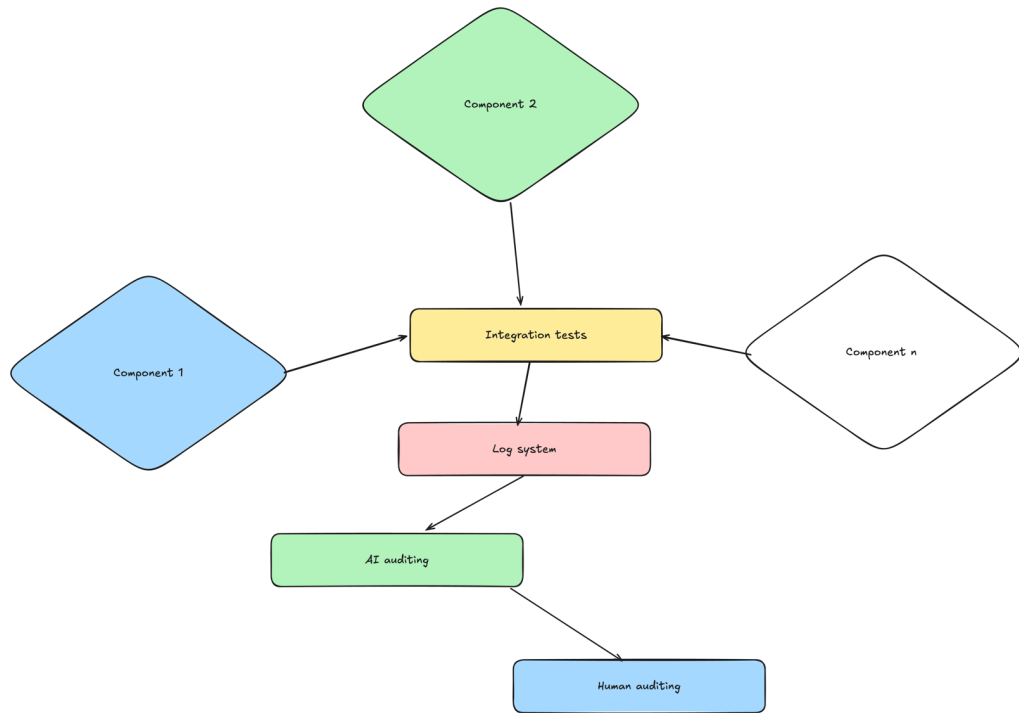 Component 2
Integration tests
Component n
Component 1
Log system
AI auditing
Human auditing